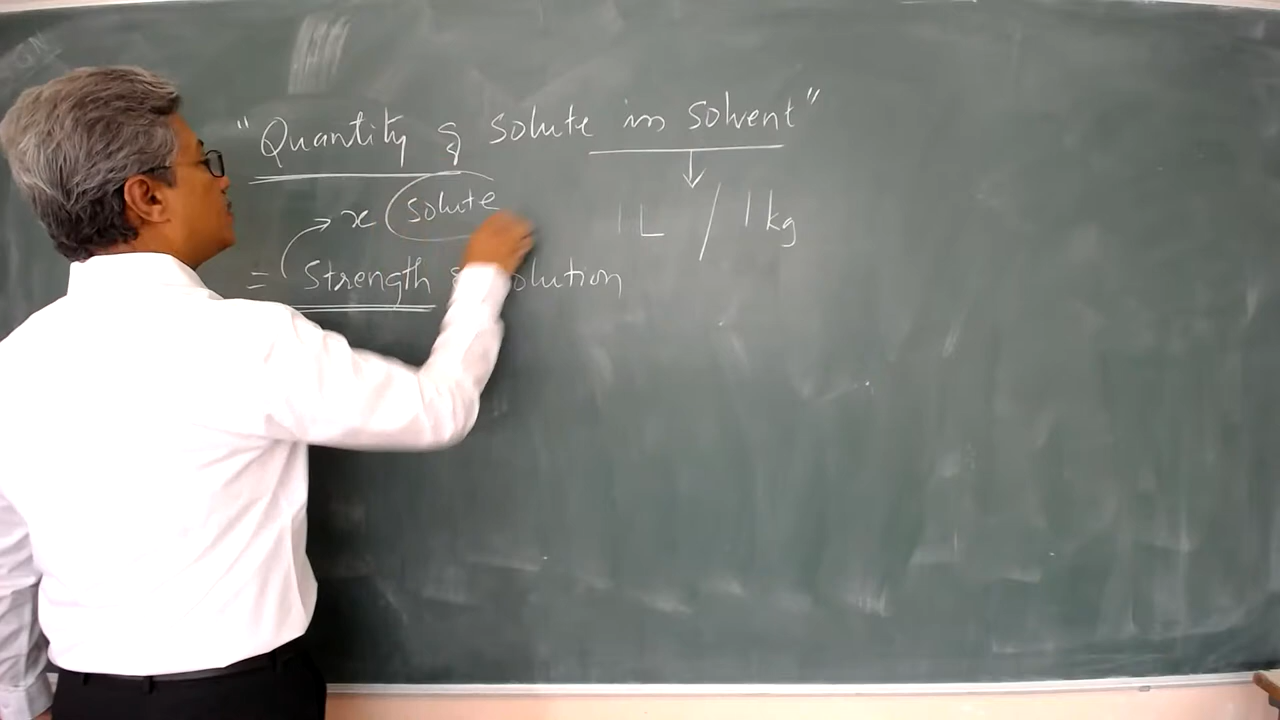 "Quantity of solute in solvent"
x solute 1L / 1kg
= Strength solution